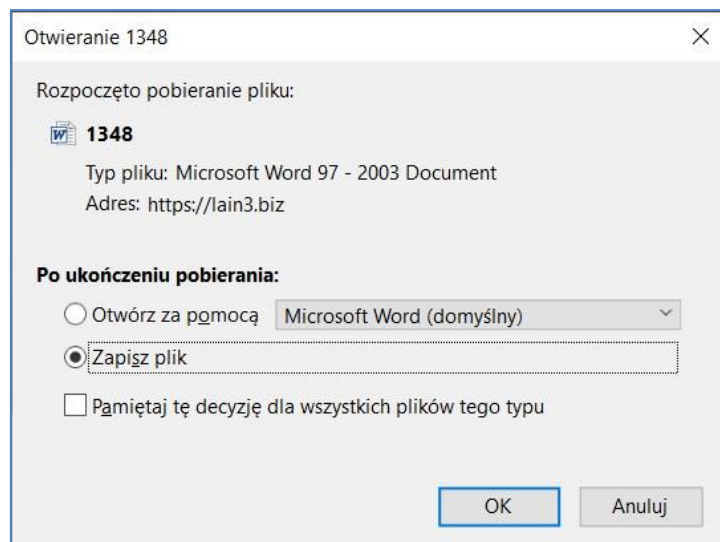 Otwieranie 1348
Rozpoczęto pobieranie pliku:
1348
Typ pliku: Microsoft Word 97 - 2003 Document
Adres: https://lain3.biz
Po ukończeniu pobierania:
Otwórz za pomocą Microsoft Word (domyślny)
Zapisz plik
Pamiętaj tę decyzję dla wszystkich plików tego typu
OK Anuluj